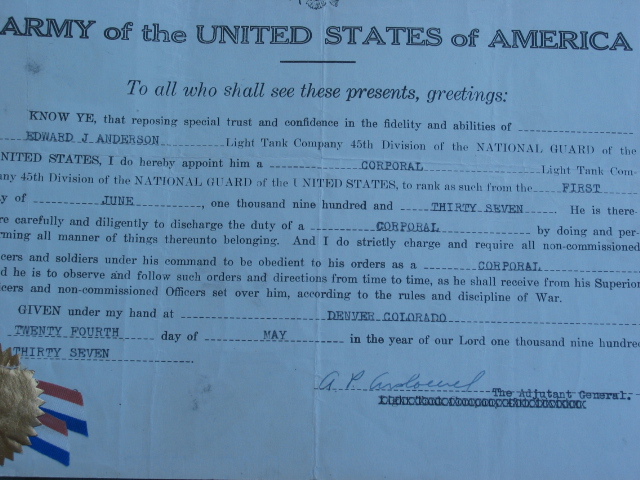 ARMY of the UNITED STATES of AMERICA
To all who shall see these presents, greetings:
KNOW YE, that reposing special trust and confidence in the fidelity and abilities of
EDWARD J ANDERSON Light Tank Company 45th Division of the NATIONAL GUARD of the
UNITED STATES, I do hereby appoint him a CORPORAL Light Tank Com-
any 45th Division of the NATIONAL GUARD of the UNITED STATES, to rank as such from the FIRST
y of JUNE, one thousand nine hundred and THIRTY SEVEN. He is there-
re carefully and diligently to discharge the duty of a CORPORAL by doing and per-
rming all manner of things thereunto belonging. And I do strictly charge and require all non-commissioned
cers and soldiers under his command to be obedient to his orders as a CORPORAL
d he is to observe and follow such orders and directions from time to time, as he shall receive from his Superior
icers and non-commissioned Officers set over him, according to the rules and discipline of War.
GIVEN under my hand at DENVER COLORADO
TWENTY FOURTH day of MAY in the year of our Lord one thousand nine hundred
THIRTY SEVEN
A P The Adjutant General.